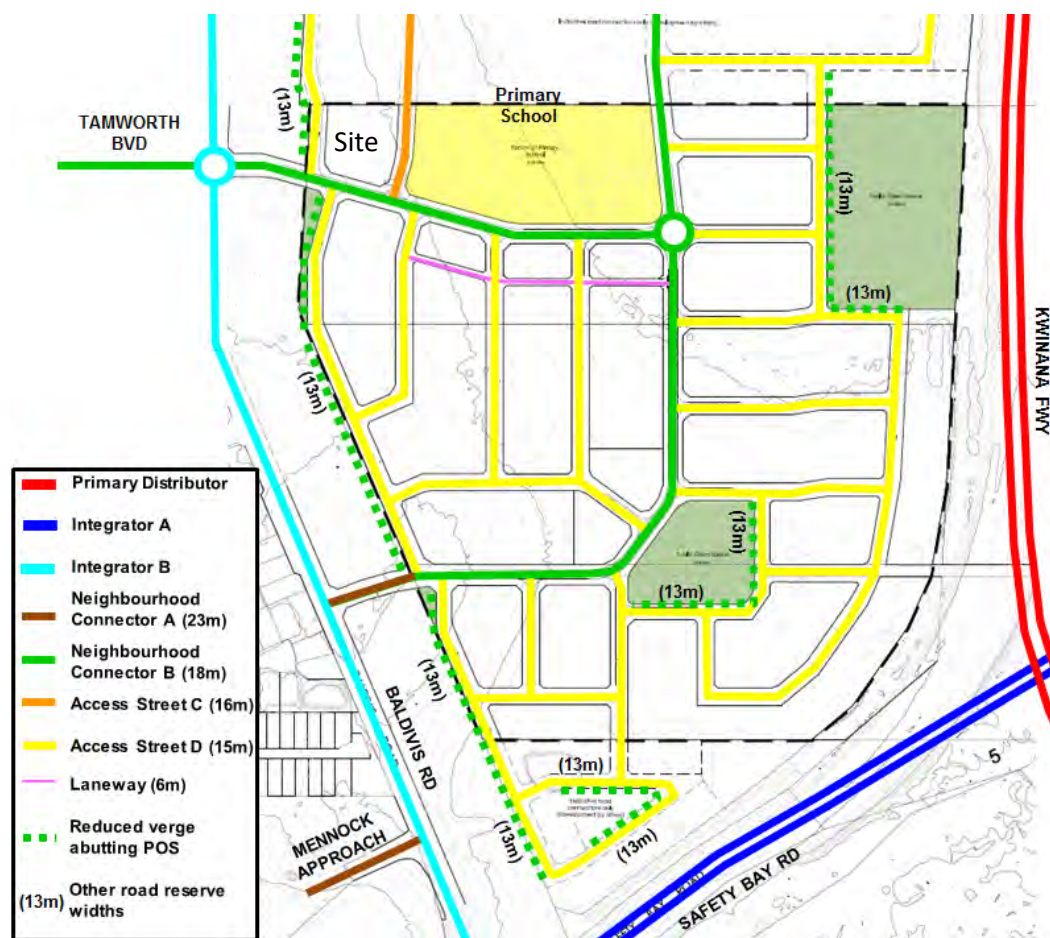 Primary
School
TAMWORTH
BVD
Site
(13m)
(13m)
(13m)
(13m)
KWINANA FWY
Primary Distributor
Integrator A
Integrator B
Neighbourhood
Connector A (23m)
Neighbourhood
Connector B (18m)
Access Street C (16m)
Access Street D (15m)
Laneway (6m)
Reduced verge
abutting POS
(13m) Other road reserve
widths
(13m)
(13m)
(13m)
BALDIVIS RD
MENNOCK
APPROACH
(13m)
(13m)
(13m)
5
SAFETY BAY RD